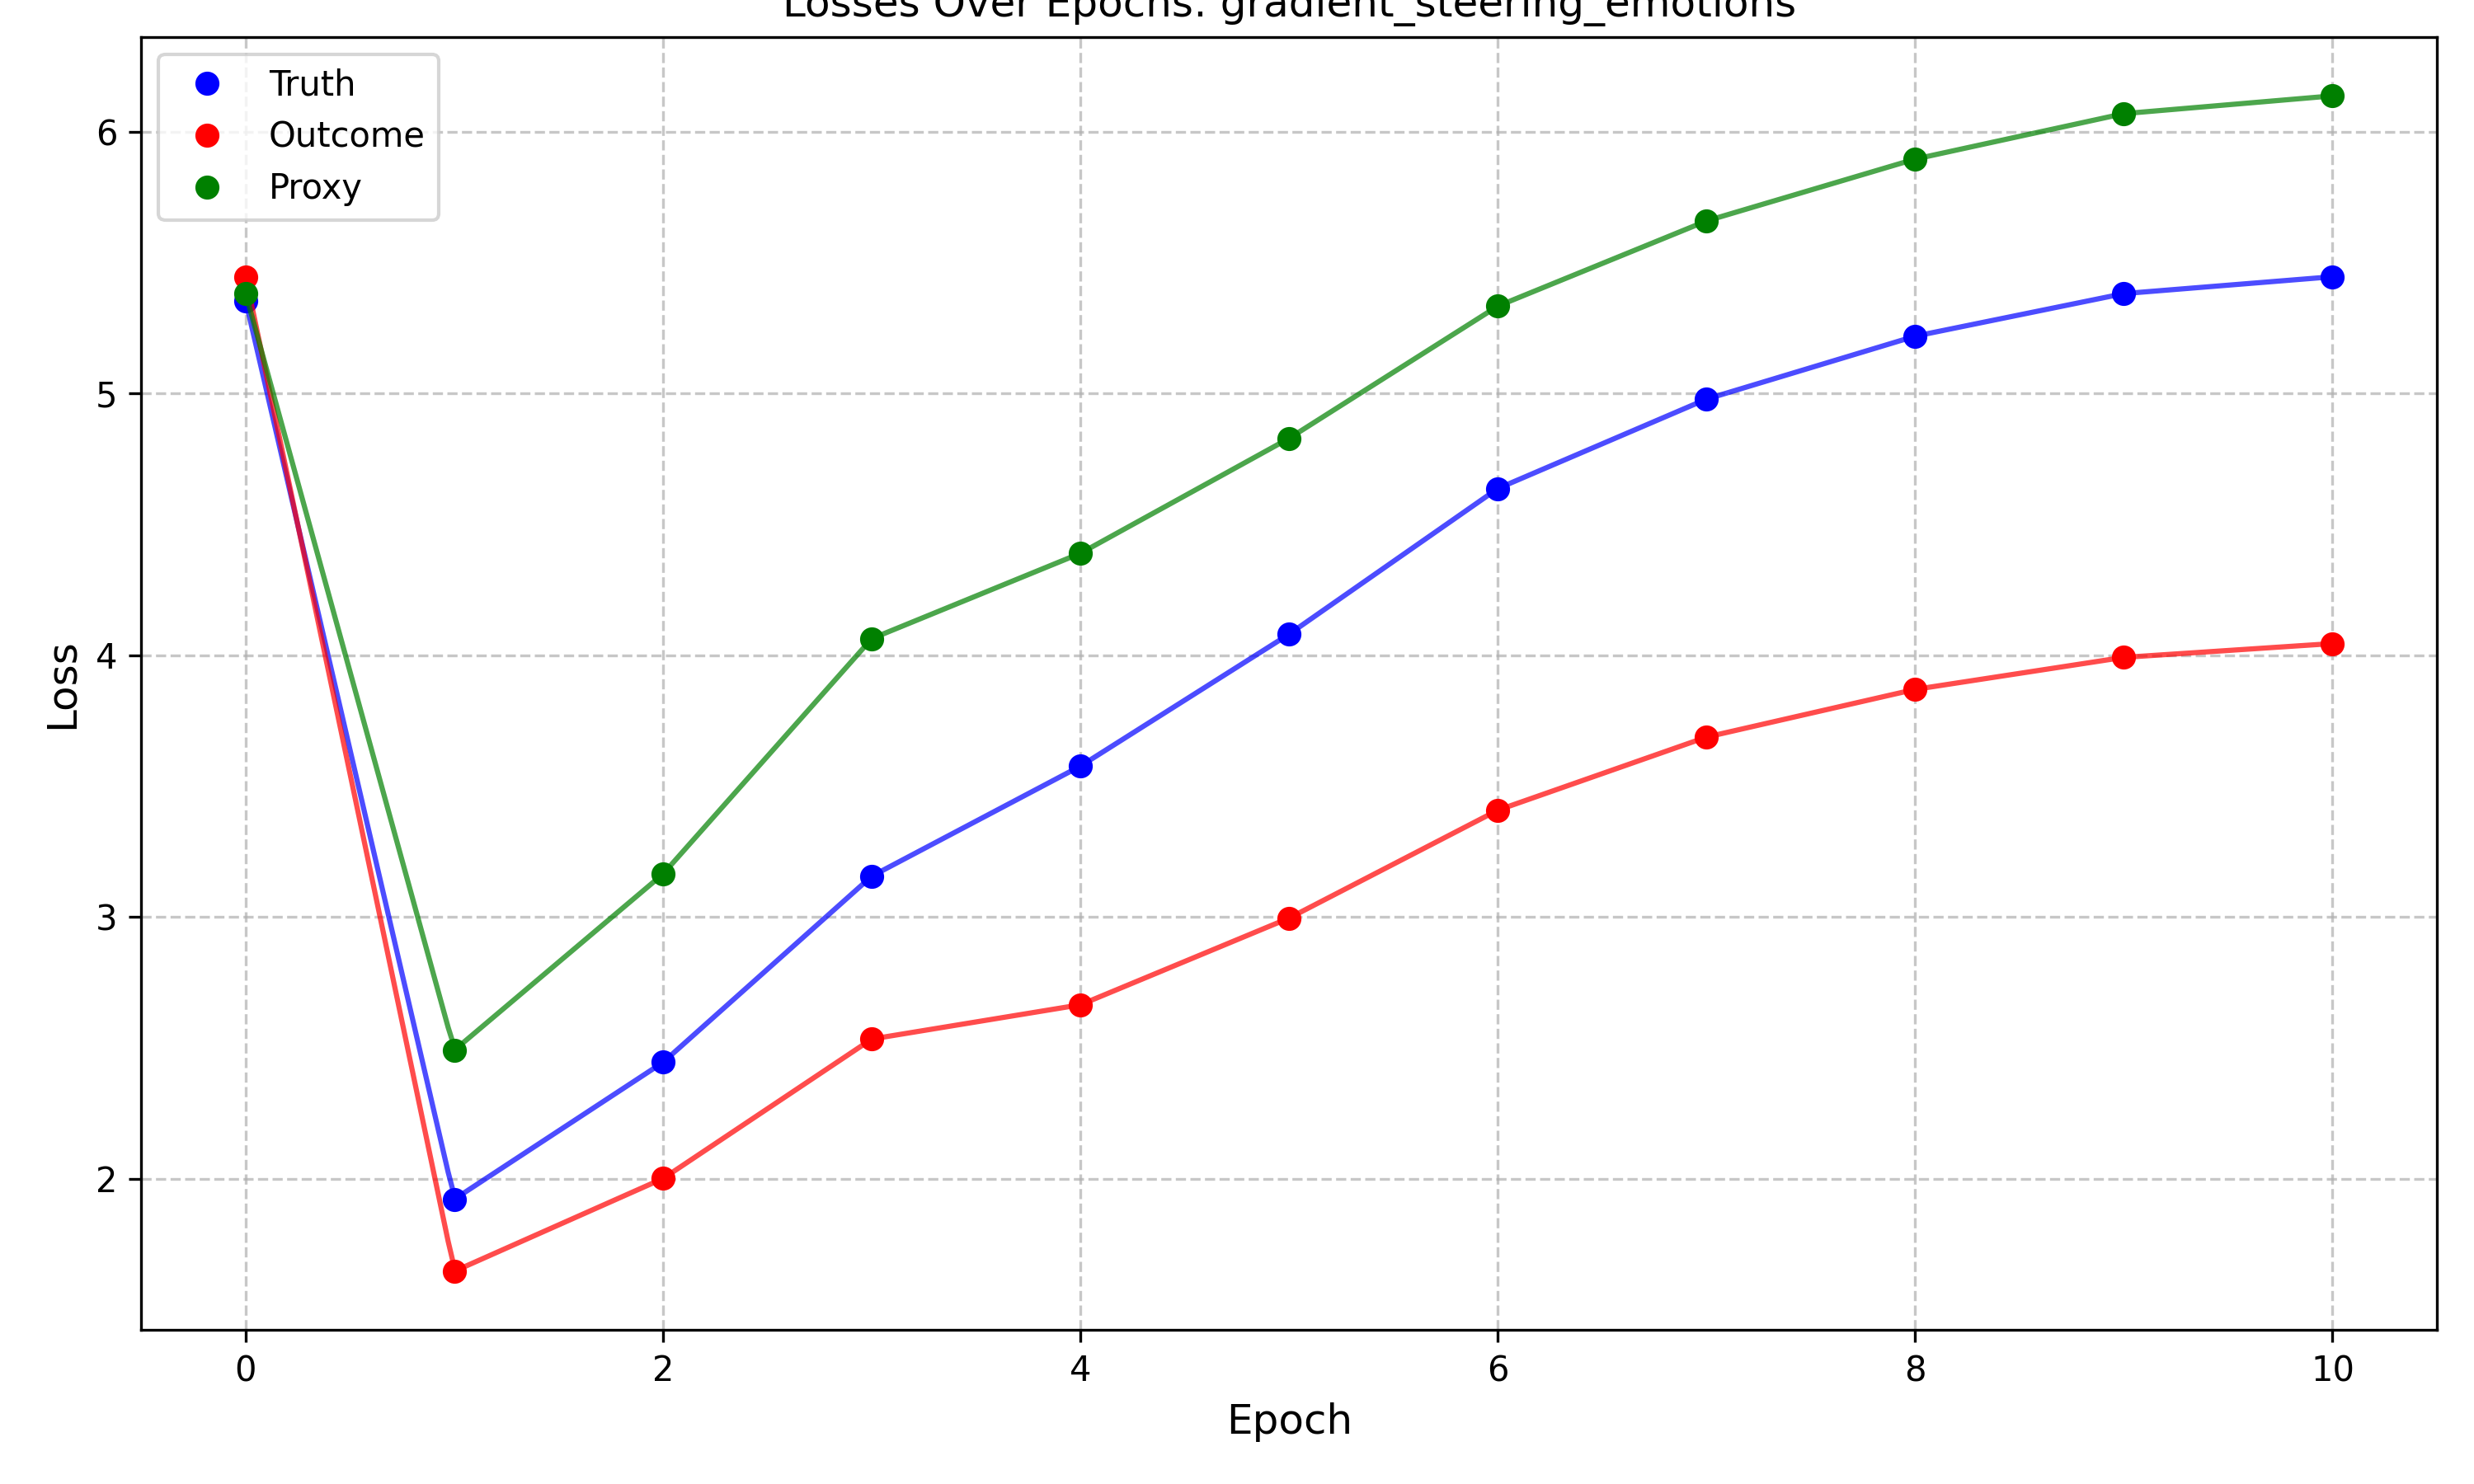 Losses Over Epochs: gradient_steering_emotions
Truth
Outcome
Proxy
6
5
4
3
2
Loss
0 2 4 6 8 10
Epoch